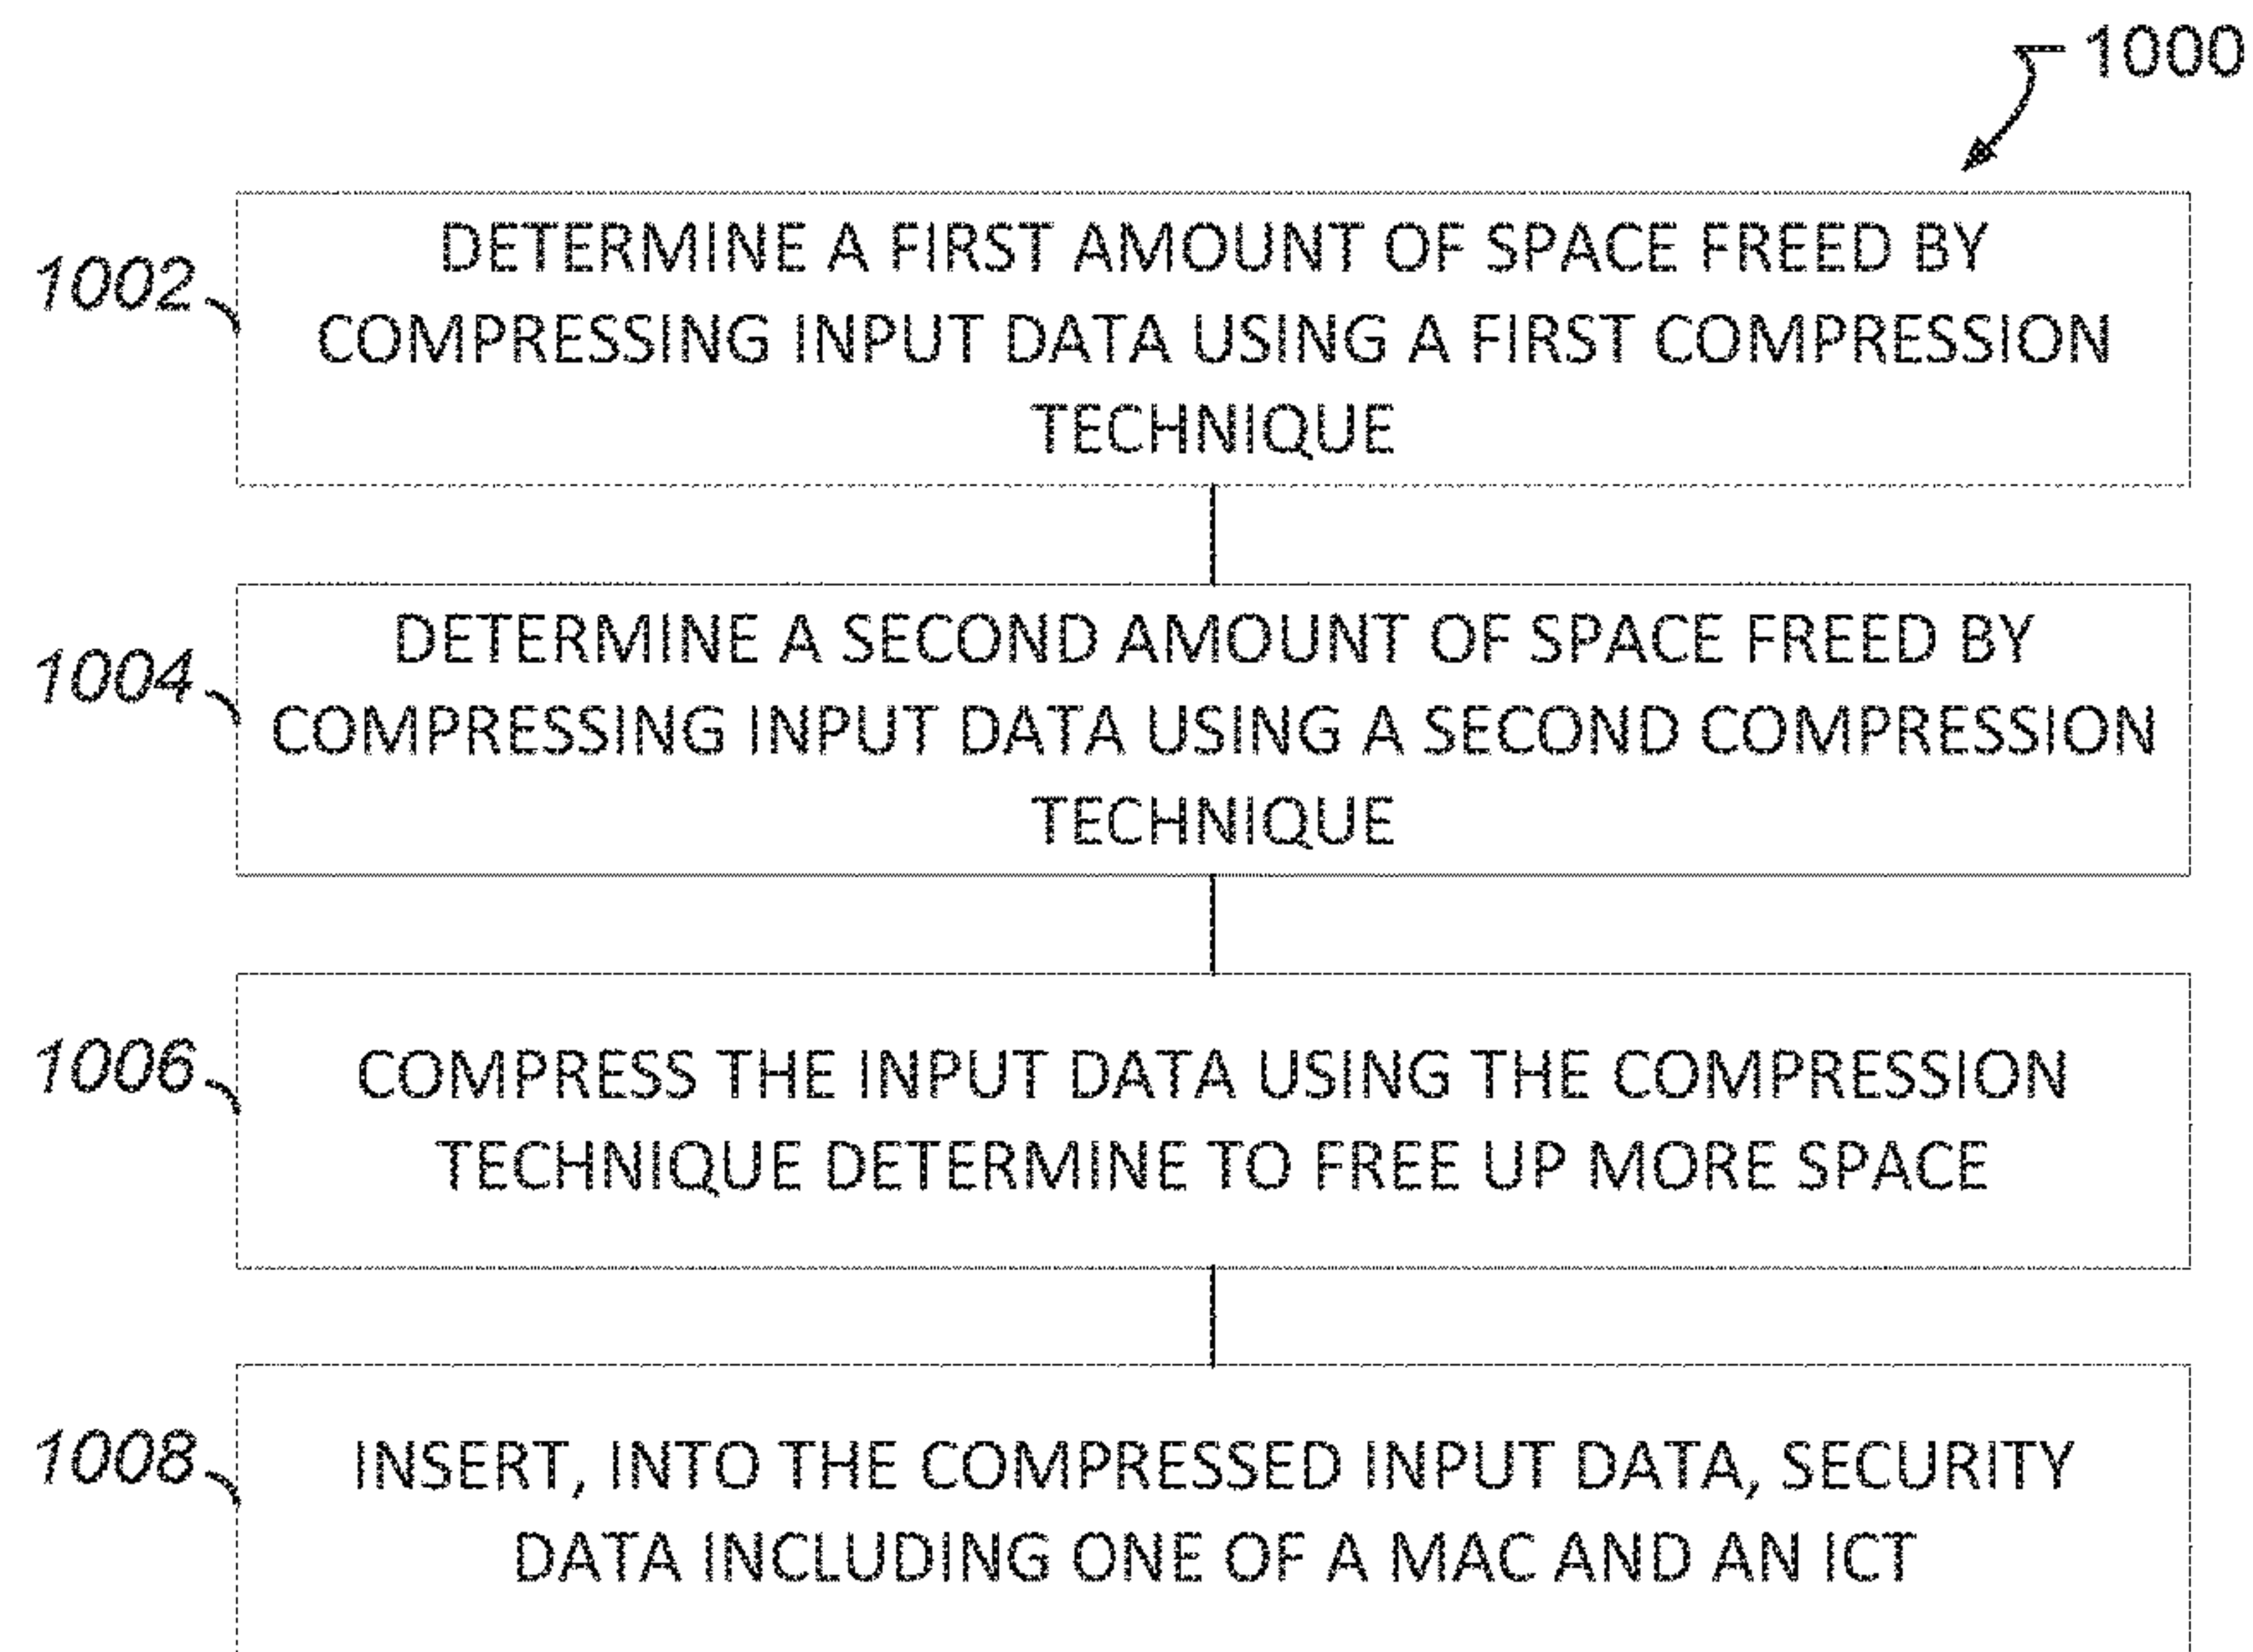 1000
1002
DETERMINE A FIRST AMOUNT OF SPACE FREED BY
COMPRESSING INPUT DATA USING A FIRST COMPRESSION
TECHNIQUE
1004
DETERMINE A SECOND AMOUNT OF SPACE FREED BY
COMPRESSING INPUT DATA USING A SECOND COMPRESSION
TECHNIQUE
1006
COMPRESS THE INPUT DATA USING THE COMPRESSION
TECHNIQUE DETERMINE TO FREE UP MORE SPACE
1008
INSERT, INTO THE COMPRESSED INPUT DATA, SECURITY
DATA INCLUDING ONE OF A MAC AND AN ICT